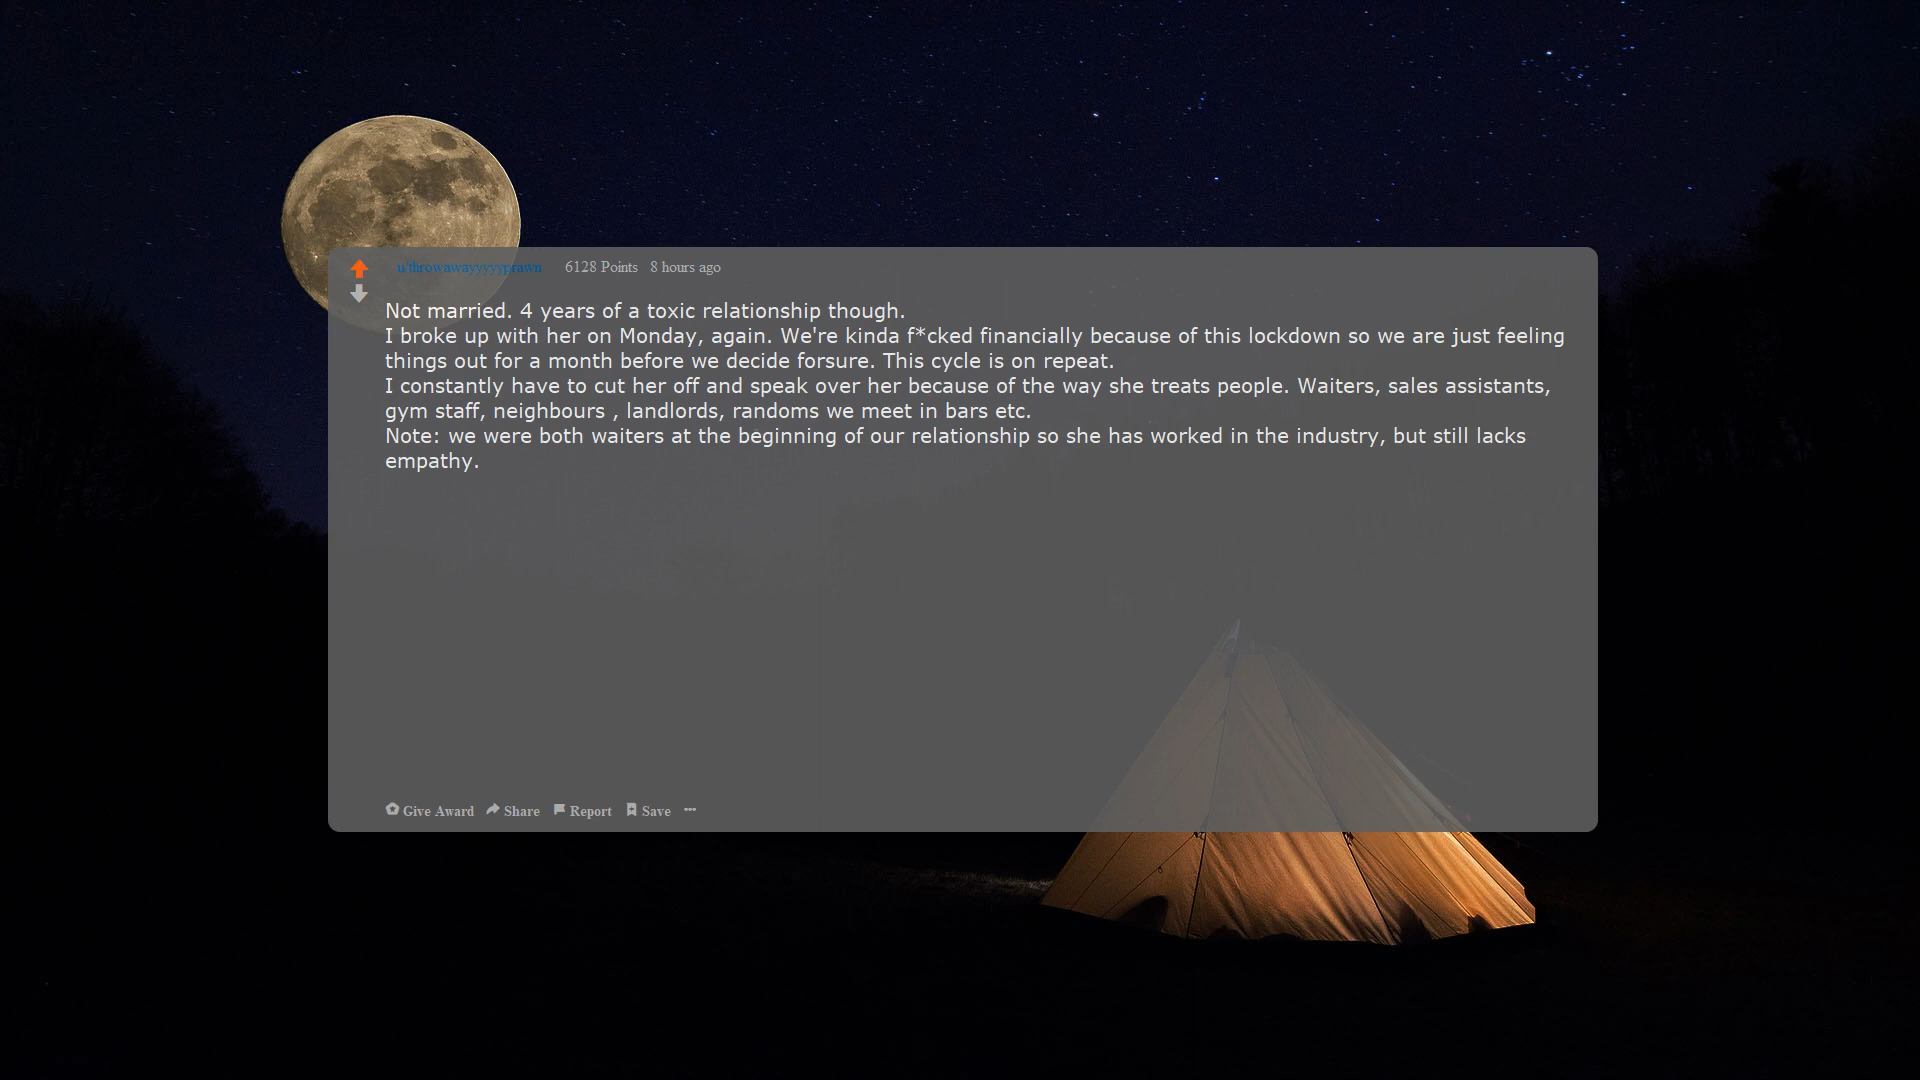 u/throwawayyyyyprawn 6128 Points 8 hours ago
Not married. 4 years of a toxic relationship though.
I broke up with her on Monday, again. We're kinda f*cked financially because of this lockdown so we are just feeling
things out for a month before we decide forsure. This cycle is on repeat.
I constantly have to cut her off and speak over her because of the way she treats people. Waiters, sales assistants,
gym staff, neighbours , landlords, randoms we meet in bars etc.
Note: we were both waiters at the beginning of our relationship so she has worked in the industry, but still lacks
empathy.
Give Award Share Report Save ···